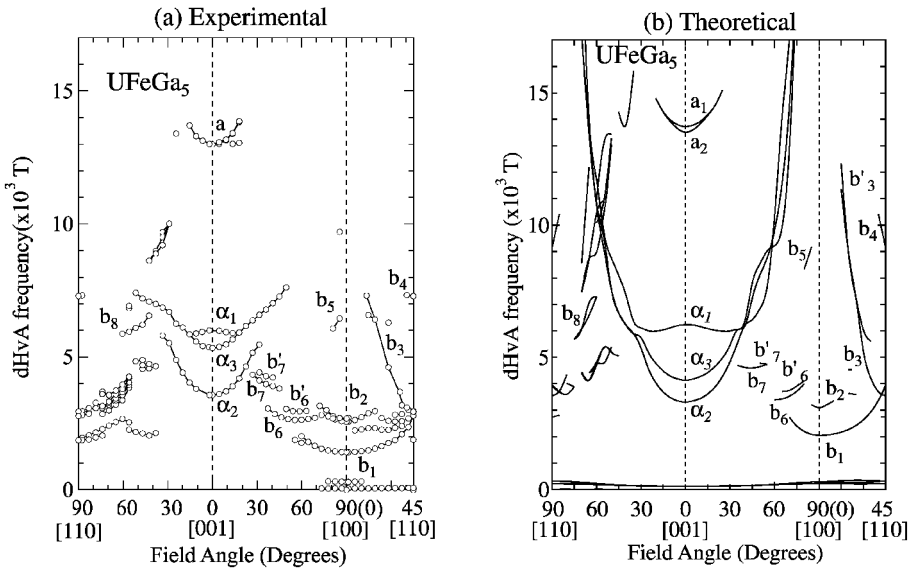 (a) Experimental
UFeGa5
dHvA frequency(x10^3 T)
15
10
5
0
a
α1
α3
α2
b8
b'7
b7
b'6
b6
b5
b4
b3
b2
b1
90 60 30 0 30 60 90(0) 45
[110] [001] [100] [110]
Field Angle (Degrees)
(b) Theoretical
UFeGa5
dHvA frequency (x10^3 T)
15
10
5
0
a1
a2
α1
α3
α2
b8
b'7
b7
b'6
b6
b5
b'3
b4
b3
b2
b1
90 60 30 0 30 60 90(0) 45
[110] [001] [100] [110]
Field Angle (Degrees)